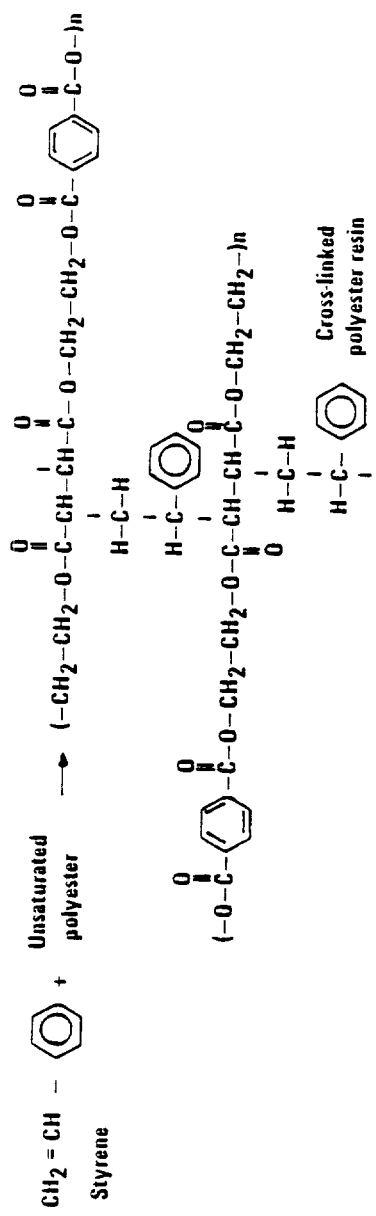 CH2 = CH – + Unsaturated polyester →
Styrene
(–CH2–CH2–O–C–CH–CH–C–O–CH2–CH2–O–C– –C–O–)n
O O O O
H–C–H
H–C–
(–O–C– –C–O–CH2–CH2–O–C–CH–CH–C–O–CH2–CH2–)n
O O O O
H–C–H
H–C–
Cross-linked
polyester resin